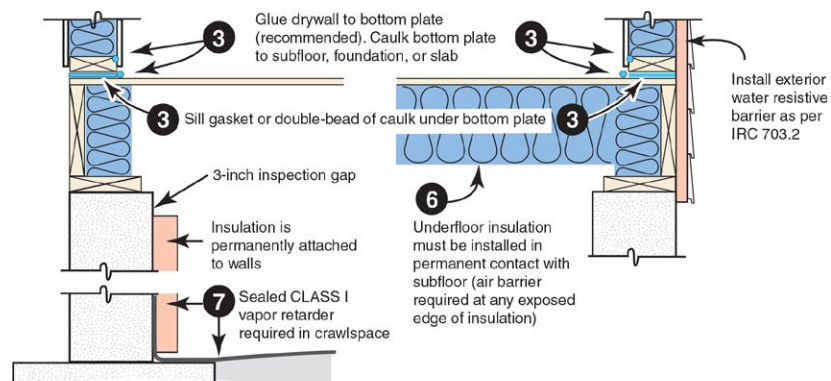 Glue drywall to bottom plate
(recommended). Caulk bottom plate
to subfloor, foundation, or slab
3
3
Install exterior
water resistive
barrier as per
IRC 703.2
3
Sill gasket or double-bead of caulk under bottom plate
3
3-inch inspection gap
Insulation is
permanently attached
to walls
6
Underfloor insulation
must be installed in
permanent contact with
subfloor (air barrier
required at any exposed
edge of insulation)
7
Sealed CLASS I
vapor retarder
required in crawlspace